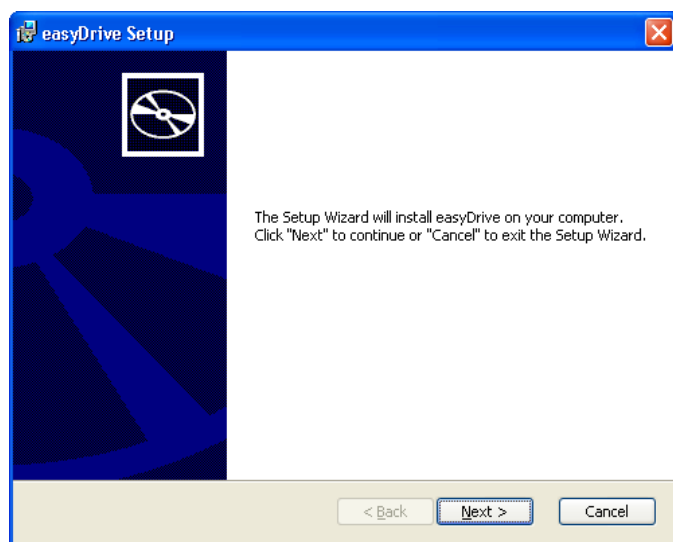 easyDrive Setup
The Setup Wizard will install easyDrive on your computer.
Click "Next" to continue or "Cancel" to exit the Setup Wizard.
< Back Next > Cancel